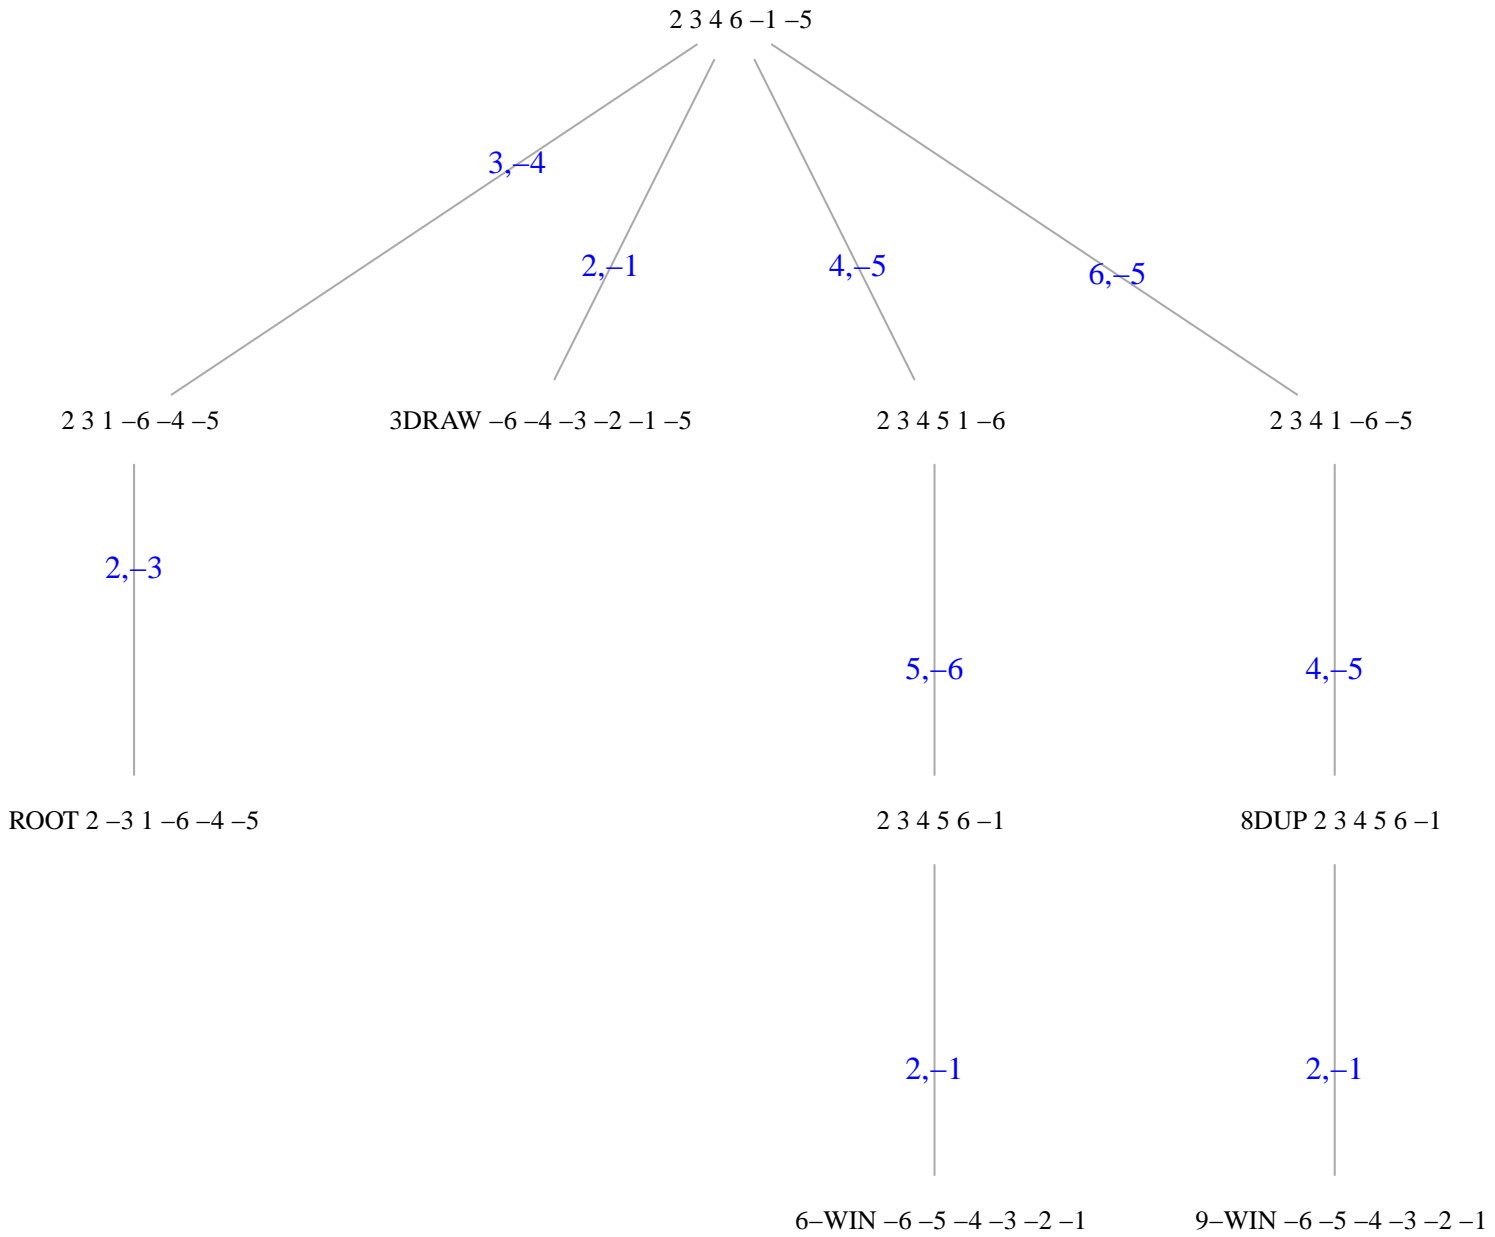 2 3 4 6 –1 –5
3,–4
2,–1
4,–5
6,–5
2 3 1 –6 –4 –5
3DRAW –6 –4 –3 –2 –1 –5
2 3 4 5 1 –6
2 3 4 1 –6 –5
2,–3
5,–6
4,–5
ROOT 2 –3 1 –6 –4 –5
2 3 4 5 6 –1
8DUP 2 3 4 5 6 –1
2,–1
2,–1
6–WIN –6 –5 –4 –3 –2 –1
9–WIN –6 –5 –4 –3 –2 –1